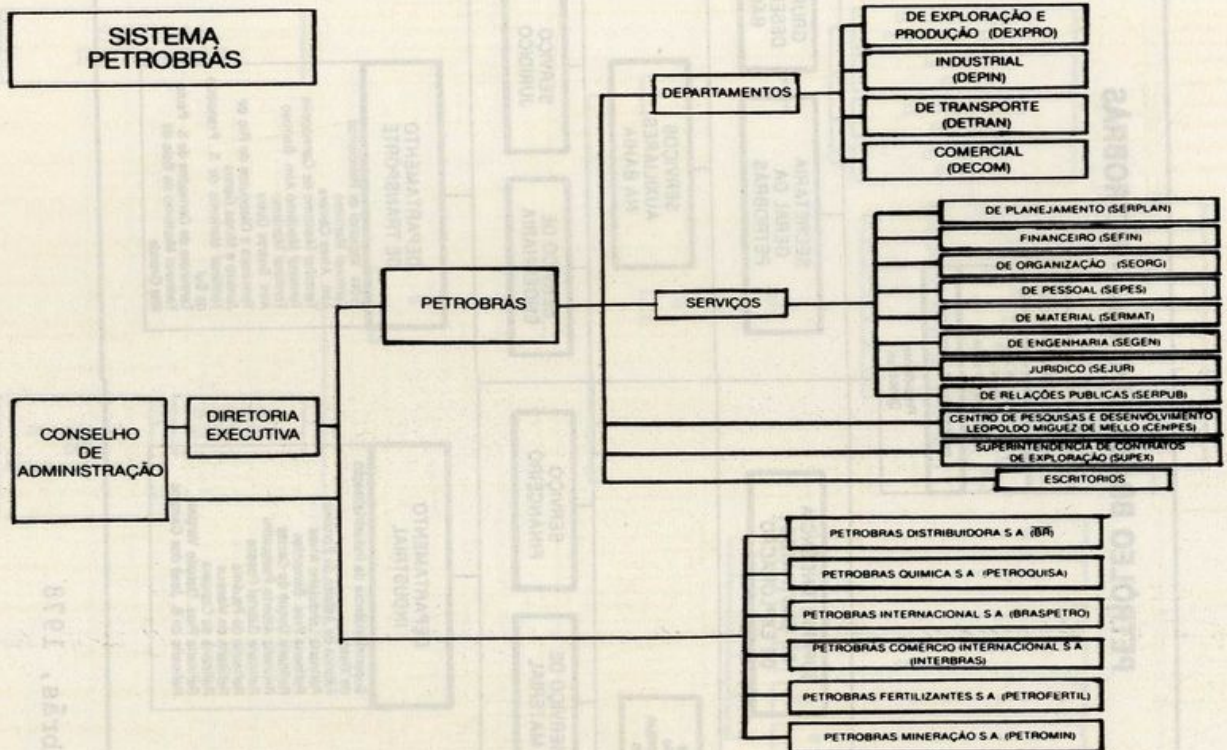 SISTEMA
PETROBRÁS
CONSELHO
DE
ADMINISTRAÇÃO
DIRETORIA
EXECUTIVA
PETROBRÁS
DEPARTAMENTOS
DE EXPLORAÇÃO E
PRODUÇÃO (DEXPRO)
INDUSTRIAL
(DEPIN)
DE TRANSPORTE
(DETRAN)
COMERCIAL
(DECOM)
SERVIÇOS
DE PLANEJAMENTO (SERPLAN)
FINANCEIRO (SEFIN)
DE ORGANIZAÇÃO (SEORG)
DE PESSOAL (SEPES)
DE MATERIAL (SERMAT)
DE ENGENHARIA (SEGEN)
JURIDICO (SEJUR)
DE RELAÇÕES PUBLICAS (SERPUB)
CENTRO DE PESQUISAS E DESENVOLVIMENTO
LEOPOLDO MIGUEZ DE MELLO (CENPES)
SUPERINTENDENCIA DE CONTRATOS
DE EXPLORAÇÃO (SUPEX)
ESCRITORIOS
PETROBRAS DISTRIBUIDORA S A (BR)
PETROBRAS QUIMICA S A (PETROQUISA)
PETROBRAS INTERNACIONAL S A (BRASPETRO)
PETROBRAS COMÉRCIO INTERNACIONAL S A
(INTERBRAS)
PETROBRAS FERTILIZANTES S A (PETROFERTIL)
PETROBRAS MINERAÇÃO S A (PETROMIN)